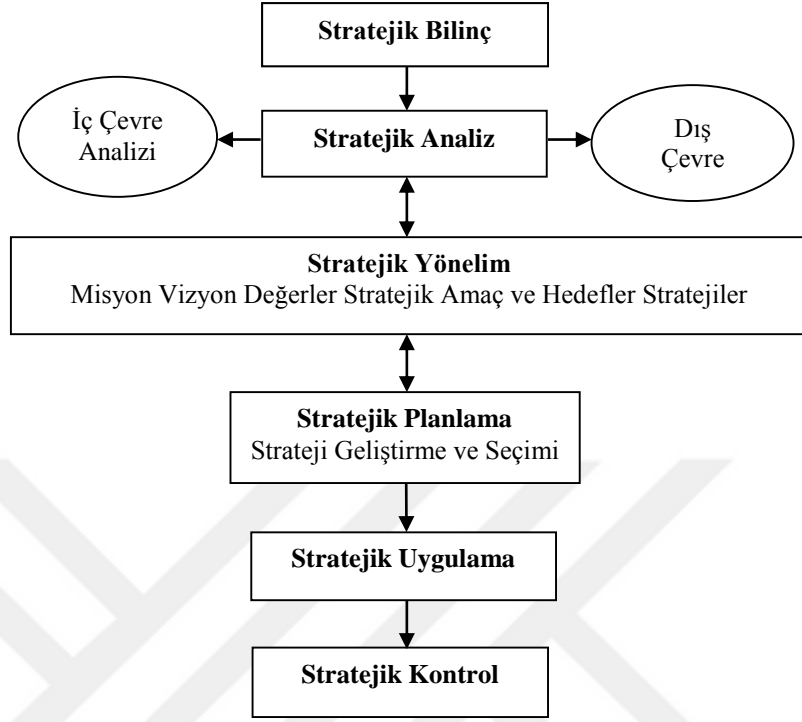 Stratejik Bilinç
İç Çevre
Analizi
Stratejik Analiz
Dış
Çevre
Stratejik Yönelim
Misyon Vizyon Değerler Stratejik Amaç ve Hedefler Stratejiler
Stratejik Planlama
Strateji Geliştirme ve Seçimi
Stratejik Uygulama
Stratejik Kontrol